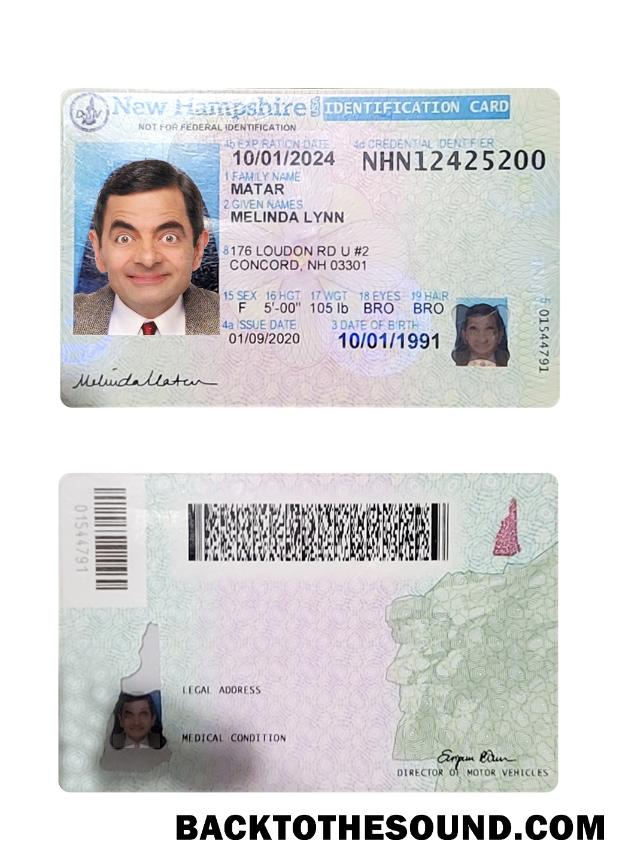 DMV New Hampshire USA IDENTIFICATION CARD
NOT FOR FEDERAL IDENTIFICATION
4b EXPIRATION DATE 4d CREDENTIAL IDENTIFIER
10/01/2024 NHN12425200
1 FAMILY NAME
MATAR
2 GIVEN NAMES
MELINDA LYNN
8 176 LOUDON RD U #2
CONCORD, NH 03301
15 SEX 16 HGT 17 WGT 18 EYES 19 HAIR
F 5'-00" 105 lb BRO BRO
4a ISSUE DATE 3 DATE OF BIRTH
01/09/2020 10/01/1991
5 01544791
Melinda Matar
01544791
LEGAL ADDRESS
MEDICAL CONDITION
DIRECTOR OF MOTOR VEHICLES
BACKTOTHESOUND.COM